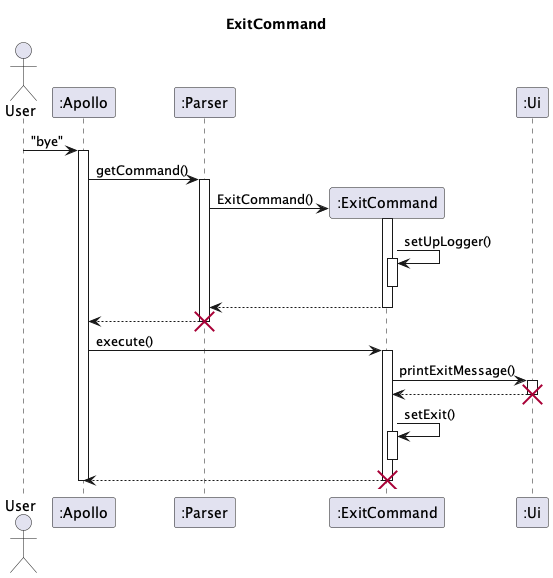 ExitCommand
User
:Apollo
:Parser
:Ui
"bye"
getCommand()
ExitCommand()
:ExitCommand
setUpLogger()
execute()
printExitMessage()
setExit()
User
:Apollo
:Parser
:ExitCommand
:Ui